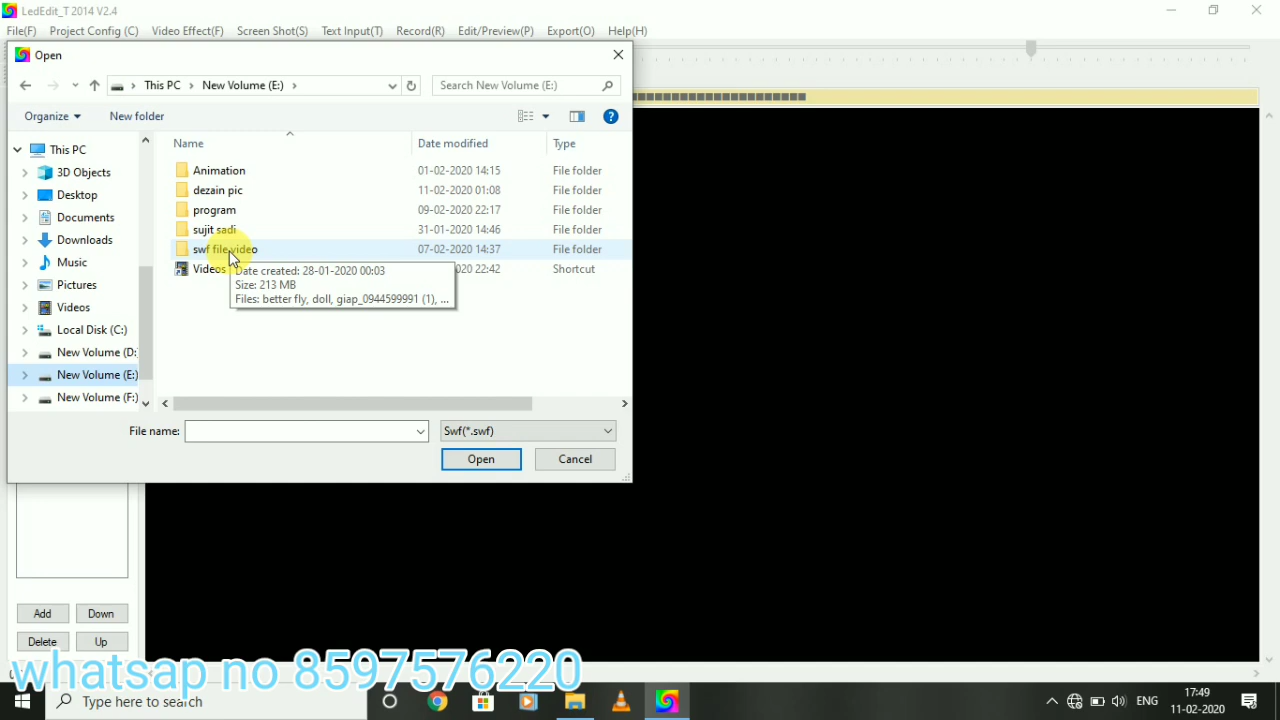 LedEdit_T 2014 V2.4
File(F) Project Config (C) Video Effect(F) Screen Shot(S) Text Input(T) Record(R) Edit/Preview(P) Export(O) Help(H)
Open
This PC › New Volume (E:) ›
Search New Volume (E:)
Organize
New folder
Name
Date modified
Type
This PC
3D Objects
Desktop
Documents
Downloads
Music
Pictures
Videos
Local Disk (C:)
New Volume (D:
New Volume (E:)
New Volume (F:)
Animation 01-02-2020 14:15 File folder
dezain pic 11-02-2020 01:08 File folder
program 09-02-2020 22:17 File folder
sujit sadi 31-01-2020 14:46 File folder
swf file video 07-02-2020 14:37 File folder
Videos 020 22:42 Shortcut
Date created: 28-01-2020 00:03
Size: 213 MB
Files: better fly, doll, giap_0944599991 (1), ...
File name:
Swf(*.swf)
Open
Cancel
Add
Down
Delete
Up
whatsap no 8597576220
Type here to search
ENG
17:49
11-02-2020